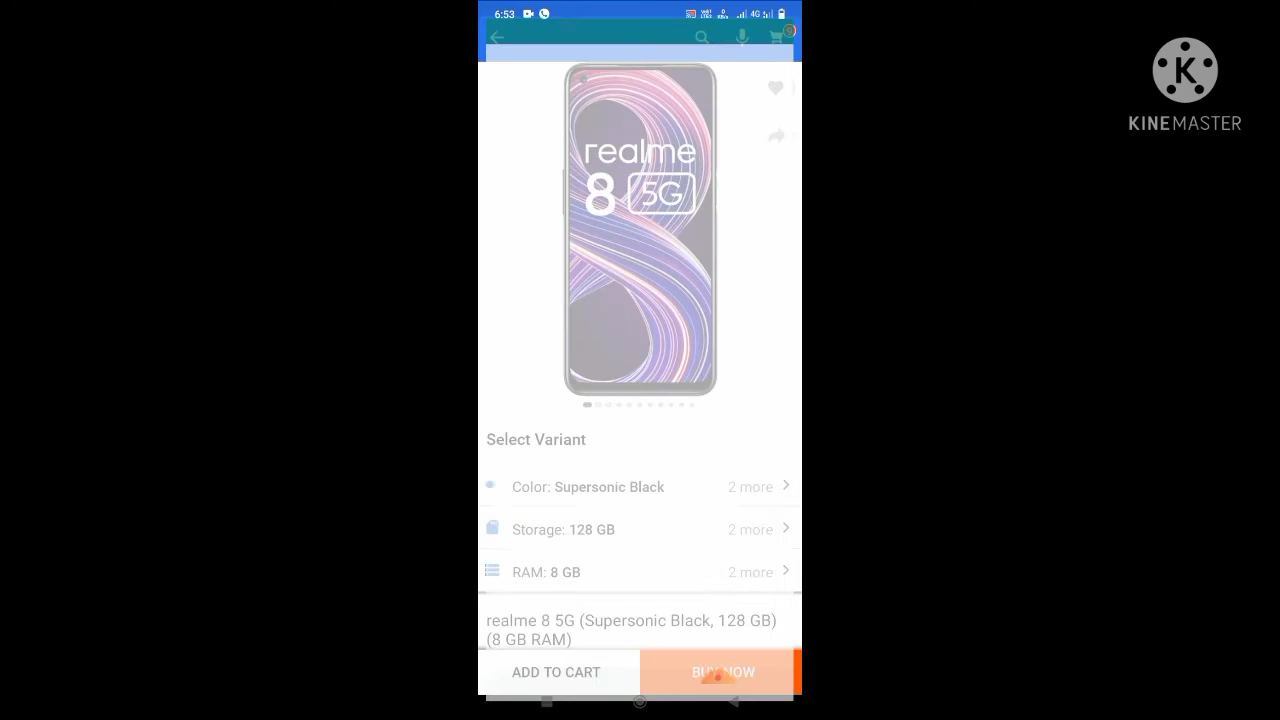 6:53
4G
9
K
KINEMASTER
realme
8 5G
Select Variant
Color: Supersonic Black 2 more
Storage: 128 GB 2 more
RAM: 8 GB 2 more
realme 8 5G (Supersonic Black, 128 GB)
(8 GB RAM)
ADD TO CART BUY NOW